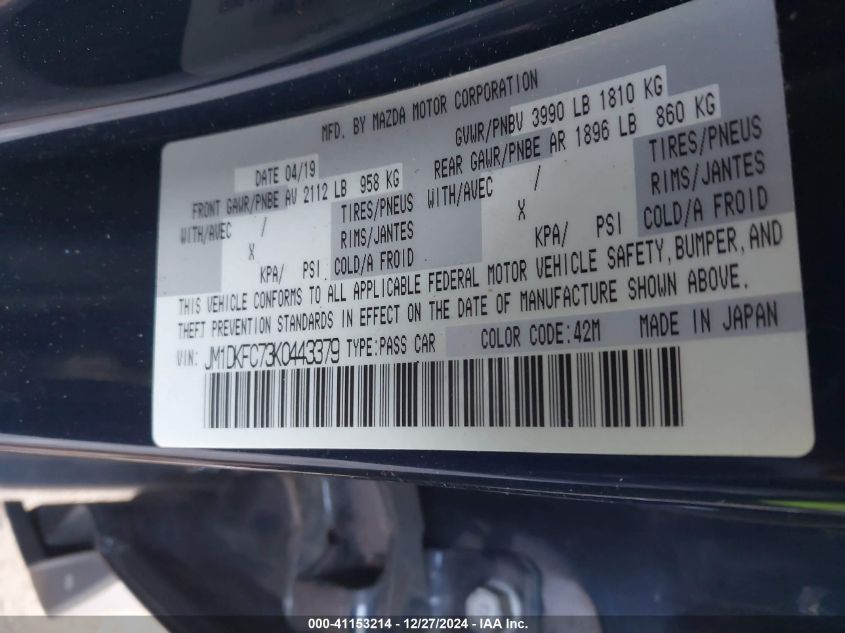 MFD. BY MAZDA MOTOR CORPORATION
DATE 04/19 GVWR/PNBV 3990 LB 1810 KG
FRONT GAWR/PNBE AV 2112 LB 958 KG REAR GAWR/PNBE AR 1896 LB 860 KG
WITH/AVEC / TIRES/PNEUS WITH/AVEC / TIRES/PNEUS
X RIMS/JANTES X RIMS/JANTES
KPA/ PSI COLD/A FROID KPA/ PSI COLD/A FROID
THIS VEHICLE CONFORMS TO ALL APPLICABLE FEDERAL MOTOR VEHICLE SAFETY, BUMPER, AND
THEFT PREVENTION STANDARDS IN EFFECT ON THE DATE OF MANUFACTURE SHOWN ABOVE.
VIN: JM1DKFC73K0443379 TYPE:PASS CAR COLOR CODE:42M MADE IN JAPAN
000-41153214 - 12/27/2024 - IAAI.com